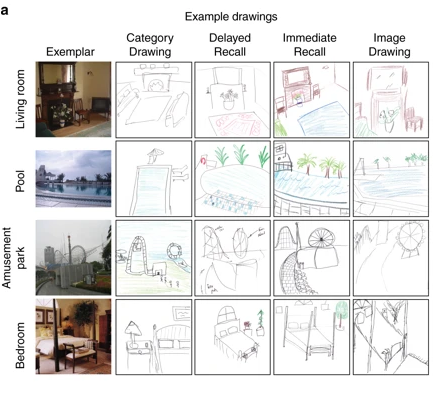 a
Example drawings
Exemplar
Category
Drawing
Delayed
Recall
Immediate
Recall
Image
Drawing
Living room
Pool
Amusement
park
Bedroom